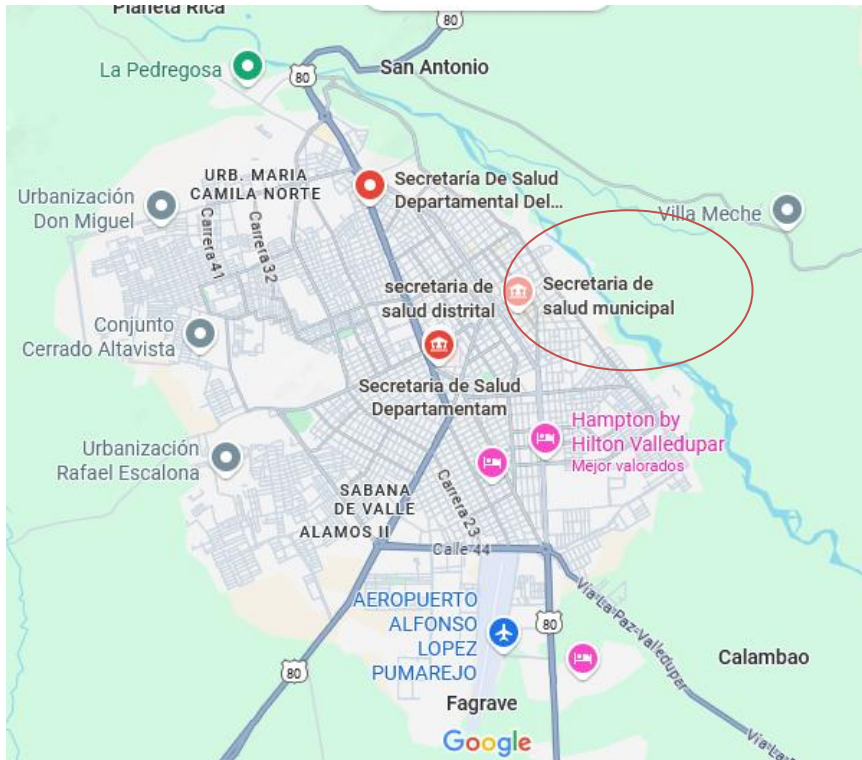 Planeta Rica
80
La Pedregosa
80
San Antonio
URB. MARIA
CAMILA NORTE
Secretaría De Salud
Departamental Del...
Urbanización
Don Miguel
Carrera 41
Carrera 32
Villa Meche
secretaria de
salud distrital
Secretaria de
salud municipal
Conjunto
Cerrado Altavista
Secretaria de Salud
Departamentam
Hampton by
Hilton Valledupar
Mejor valorados
Urbanización
Rafael Escalona
SABANA
DE VALLE
Carrera 23
ALAMOS II
Calle 44
AEROPUERTO
ALFONSO
LOPEZ
PUMAREJO
80
Vía La Paz-Valledupar
Calambao
80
Fagrave
Google